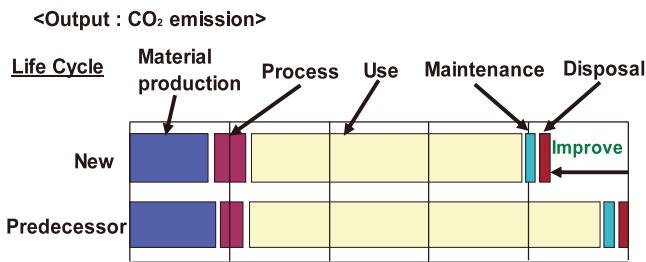 <Output : CO₂ emission>
Life Cycle
Material
production
Process
Use
Maintenance
Disposal
New
Improve
Predecessor